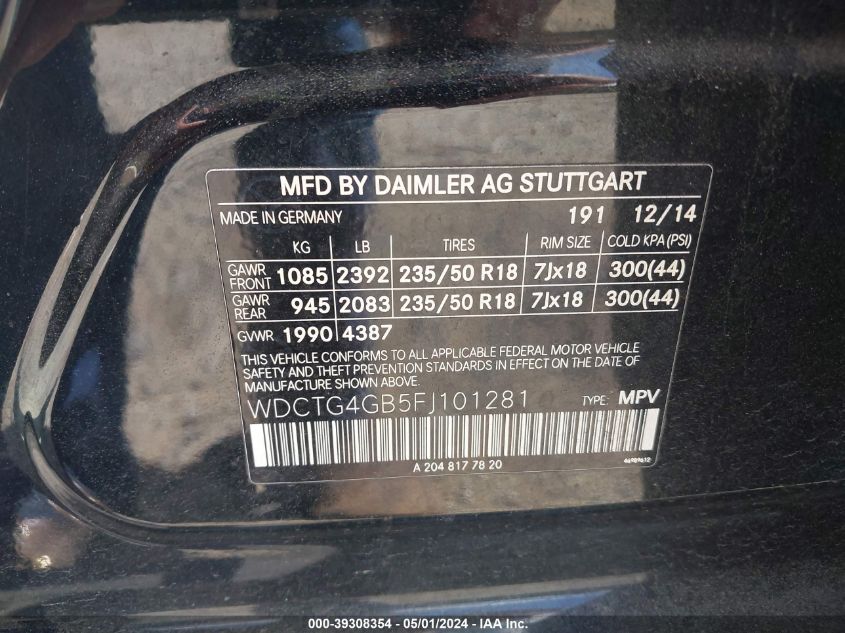 MFD BY DAIMLER AG STUTTGART
MADE IN GERMANY 191 12/14
KG LB TIRES RIM SIZE COLD KPA (PSI)
GAWR FRONT 1085 2392 235/50 R18 7Jx18 300(44)
GAWR REAR 945 2083 235/50 R18 7Jx18 300(44)
GVWR 1990 4387
THIS VEHICLE CONFORMS TO ALL APPLICABLE FEDERAL MOTOR VEHICLE
SAFETY AND THEFT PREVENTION STANDARDS IN EFFECT ON THE DATE OF
MANUFACTURE SHOWN ABOVE.
WDCTG4GB5FJ101281 TYPE: MPV
A 204 817 78 20 46989612
000-39308354 - 05/01/2024 - IAA Inc.